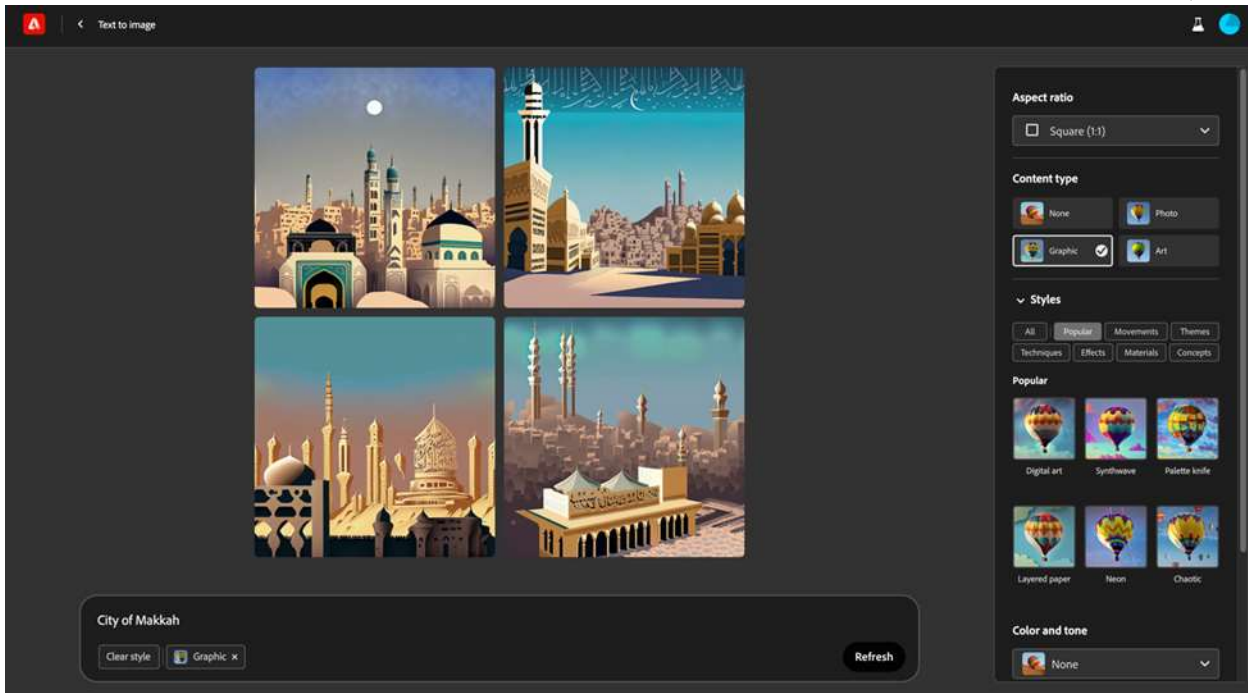 Text to image
Aspect ratio
Square (1:1)
Content type
None
Photo
Graphic
Art
Styles
All
Popular
Movements
Themes
Techniques
Effects
Materials
Concepts
Popular
Digital art
Synthwave
Palette knife
Layered paper
Neon
Chaotic
Color and tone
None
City of Makkah
Clear style
Graphic ×
Refresh